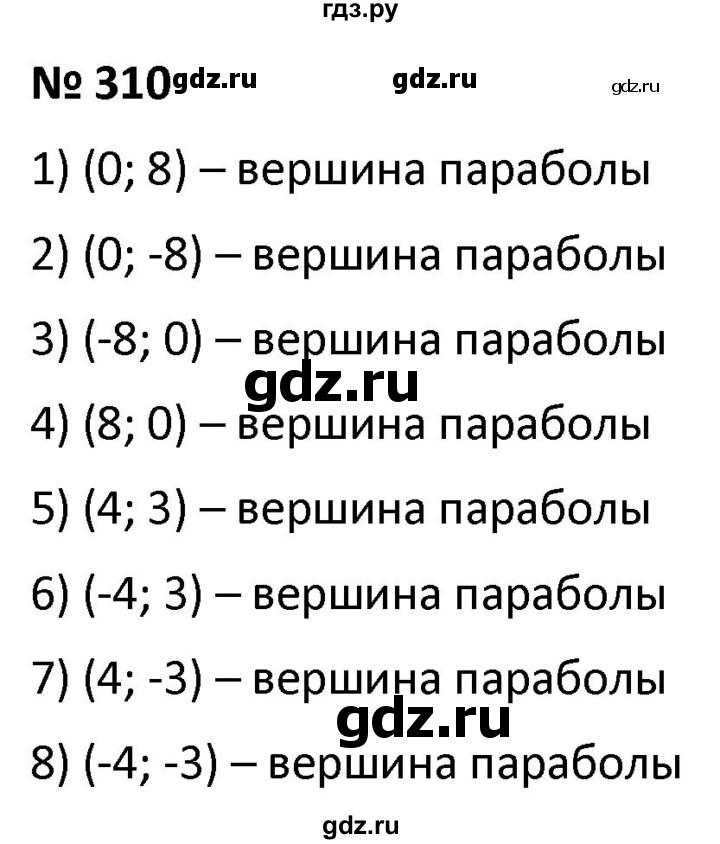 гдз.ру
№ 310 gdz.ru gdz.ru gdz.ru
1) (0; 8) – вершина параболы
2) (0; -8) – вершина параболы
3) (-8; 0) – вершина параболы
gdz.ru
4) (8; 0) – вершина параболы
5) (4; 3) – вершина параболы
6) (-4; 3) – вершина параболы
7) (4; -3) – вершина параболы
gdz.ru
8) (-4; -3) – вершина параболы
gdz.ru